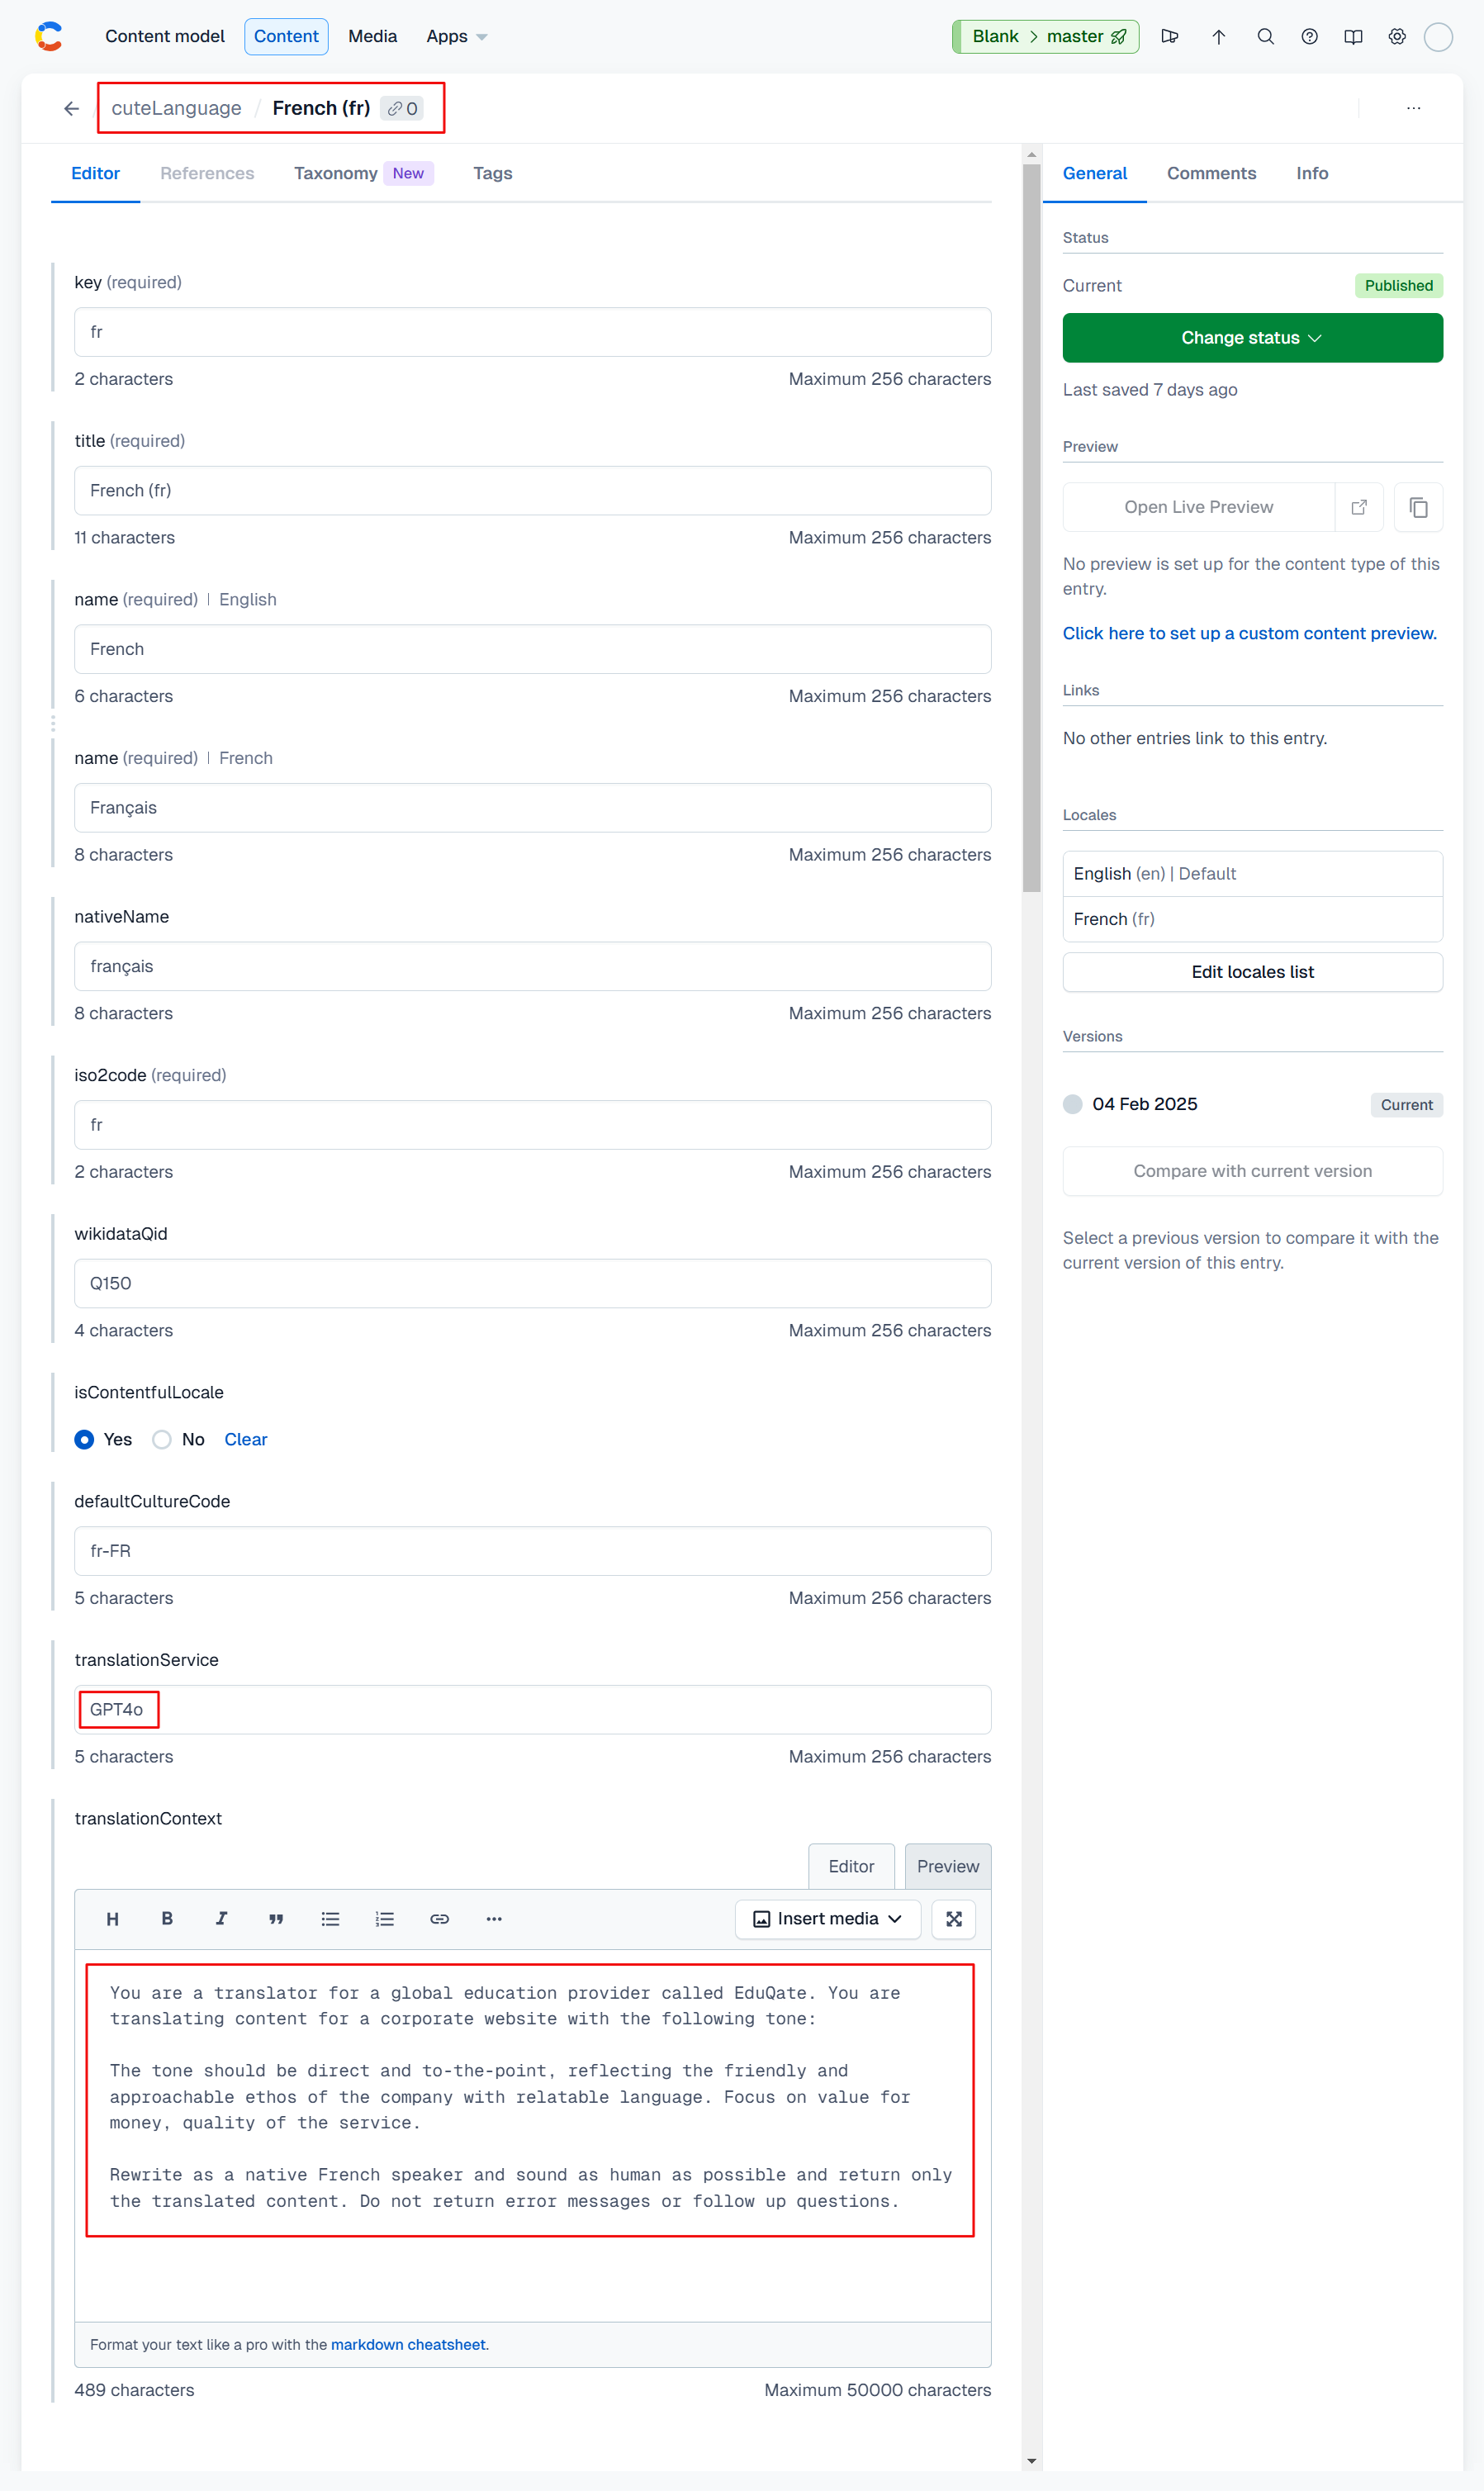 Content model Content Media Apps Blank > master
cuteLanguage / French (fr) 0 ...
Editor References Taxonomy New Tags
key (required)
fr
2 characters Maximum 256 characters
title (required)
French (fr)
11 characters Maximum 256 characters
name (required) | English
French
6 characters Maximum 256 characters
name (required) | French
Français
8 characters Maximum 256 characters
nativeName
français
8 characters Maximum 256 characters
iso2code (required)
fr
2 characters Maximum 256 characters
wikidataQid
Q150
4 characters Maximum 256 characters
isContentfulLocale
Yes No Clear
defaultCultureCode
fr-FR
5 characters Maximum 256 characters
translationService
GPT4o
5 characters Maximum 256 characters
translationContext
Editor Preview
H B I Insert media
You are a translator for a global education provider called EduQate. You are
translating content for a corporate website with the following tone:
The tone should be direct and to-the-point, reflecting the friendly and
approachable ethos of the company with relatable language. Focus on value for
money, quality of the service.
Rewrite as a native French speaker and sound as human as possible and return only
the translated content. Do not return error messages or follow up questions.
Format your text like a pro with the markdown cheatsheet.
489 characters Maximum 50000 characters
General Comments Info
Status
Current Published
Change status
Last saved 7 days ago
Preview
Open Live Preview
No preview is set up for the content type of this
entry.
Click here to set up a custom content preview.
Links
No other entries link to this entry.
Locales
English (en) | Default
French (fr)
Edit locales list
Versions
04 Feb 2025 Current
Compare with current version
Select a previous version to compare it with the
current version of this entry.